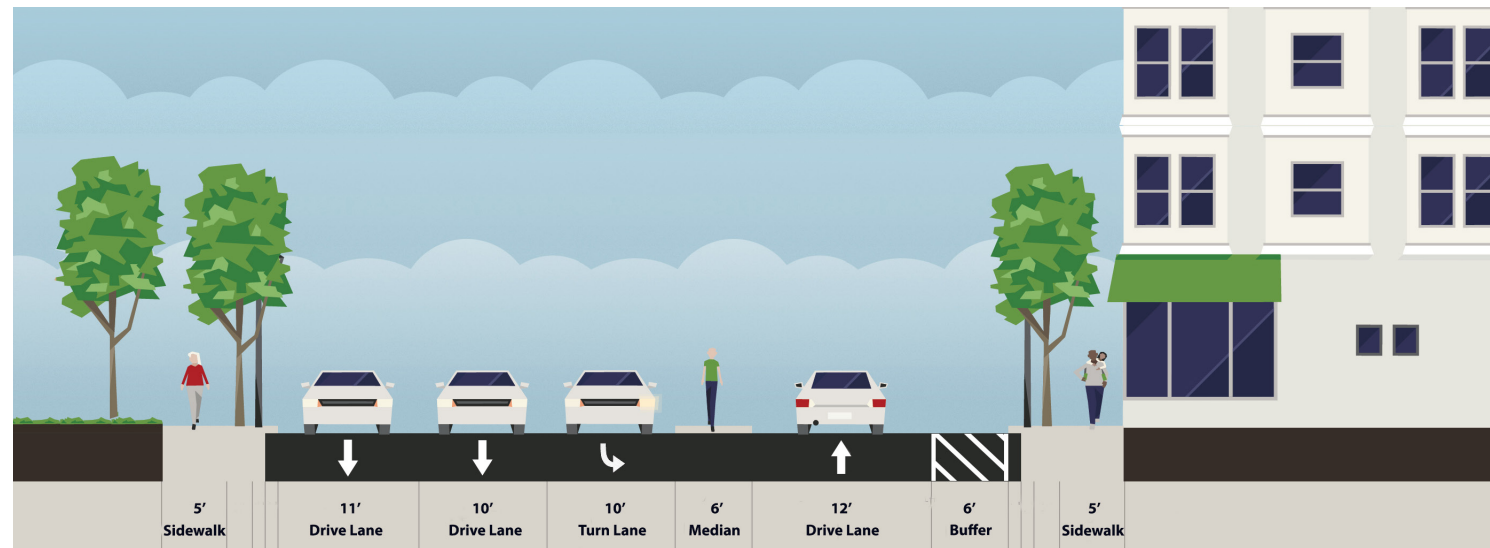 5′
Sidewalk
11′
Drive Lane
10′
Drive Lane
10′
Turn Lane
6′
Median
12′
Drive Lane
6′
Buffer
5′
Sidewalk